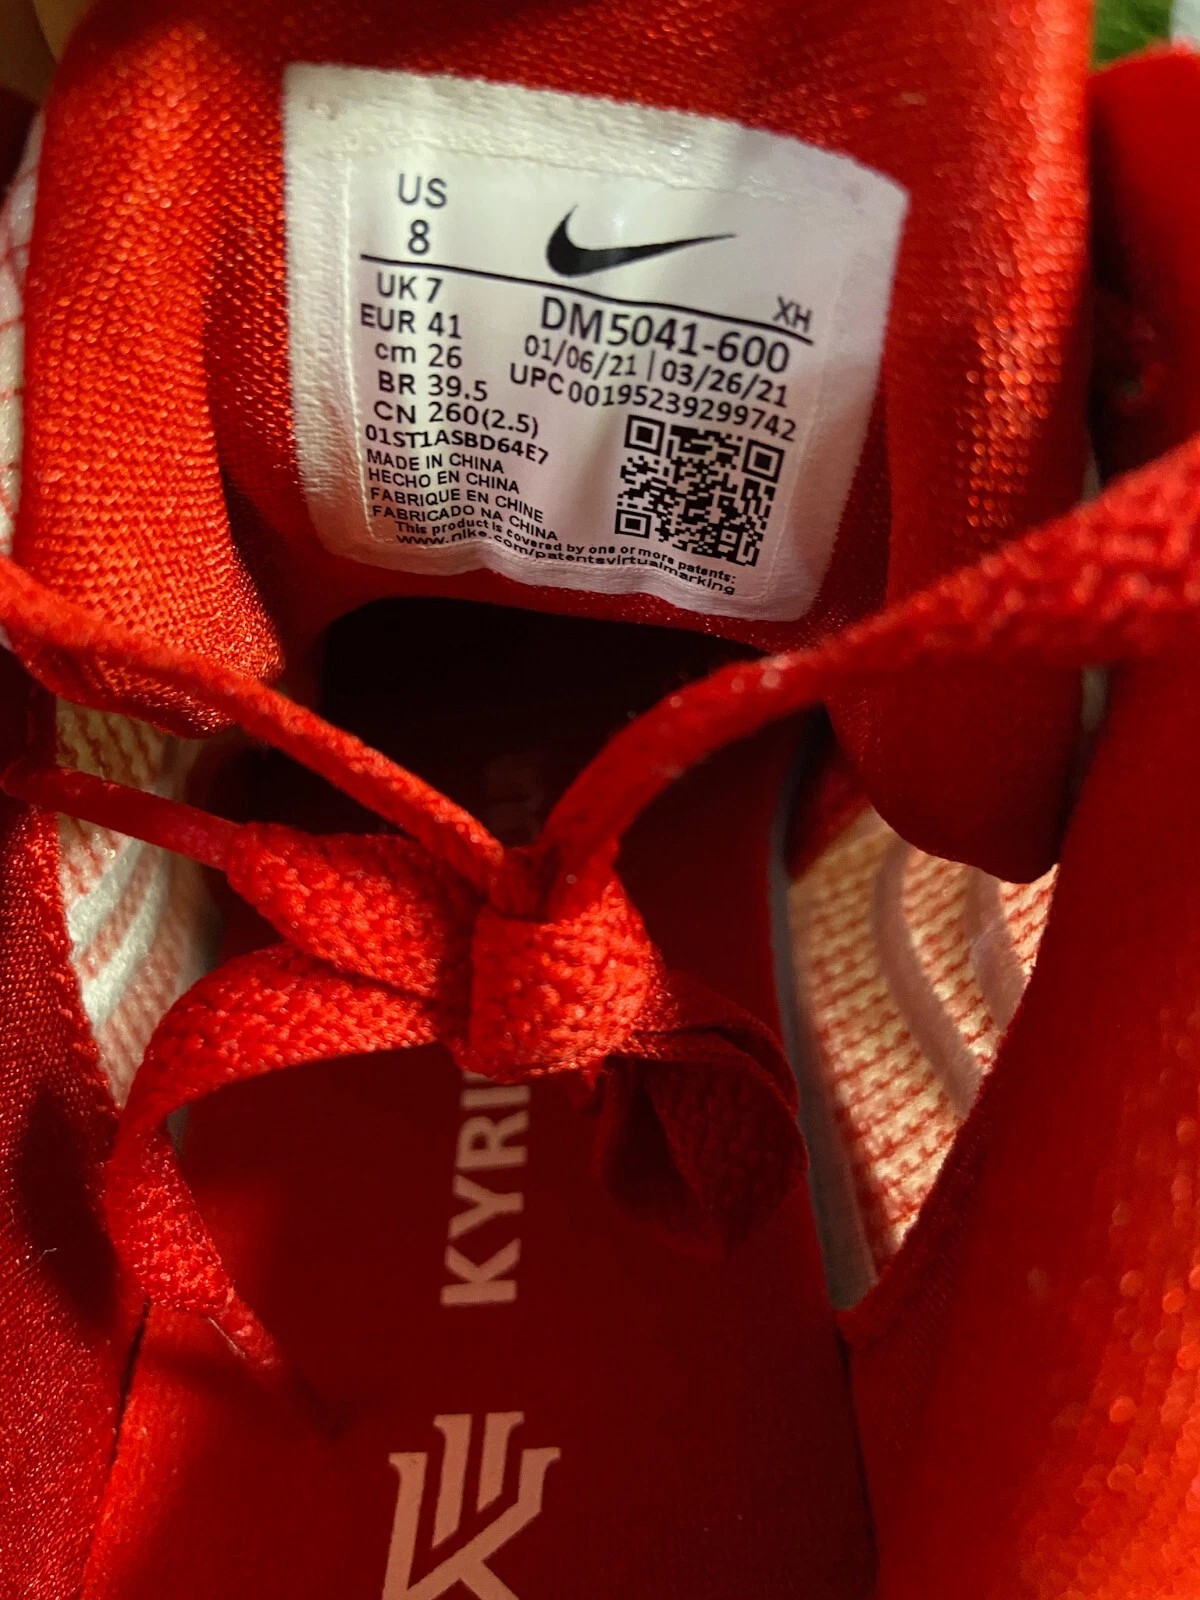 US
8
XH
UK 7
EUR 41
cm 26
BR 39.5
CN 260(2.5)
DM5041-600
01/06/21 | 03/26/21
UPC 00195239299742
01ST1ASBD64E7
MADE IN CHINA
HECHO EN CHINA
FABRIQUE EN CHINE
FABRICADO NA CHINA
This product is covered by one or more patents:
www.nike.com/patentsvirtualmarking
KYRI